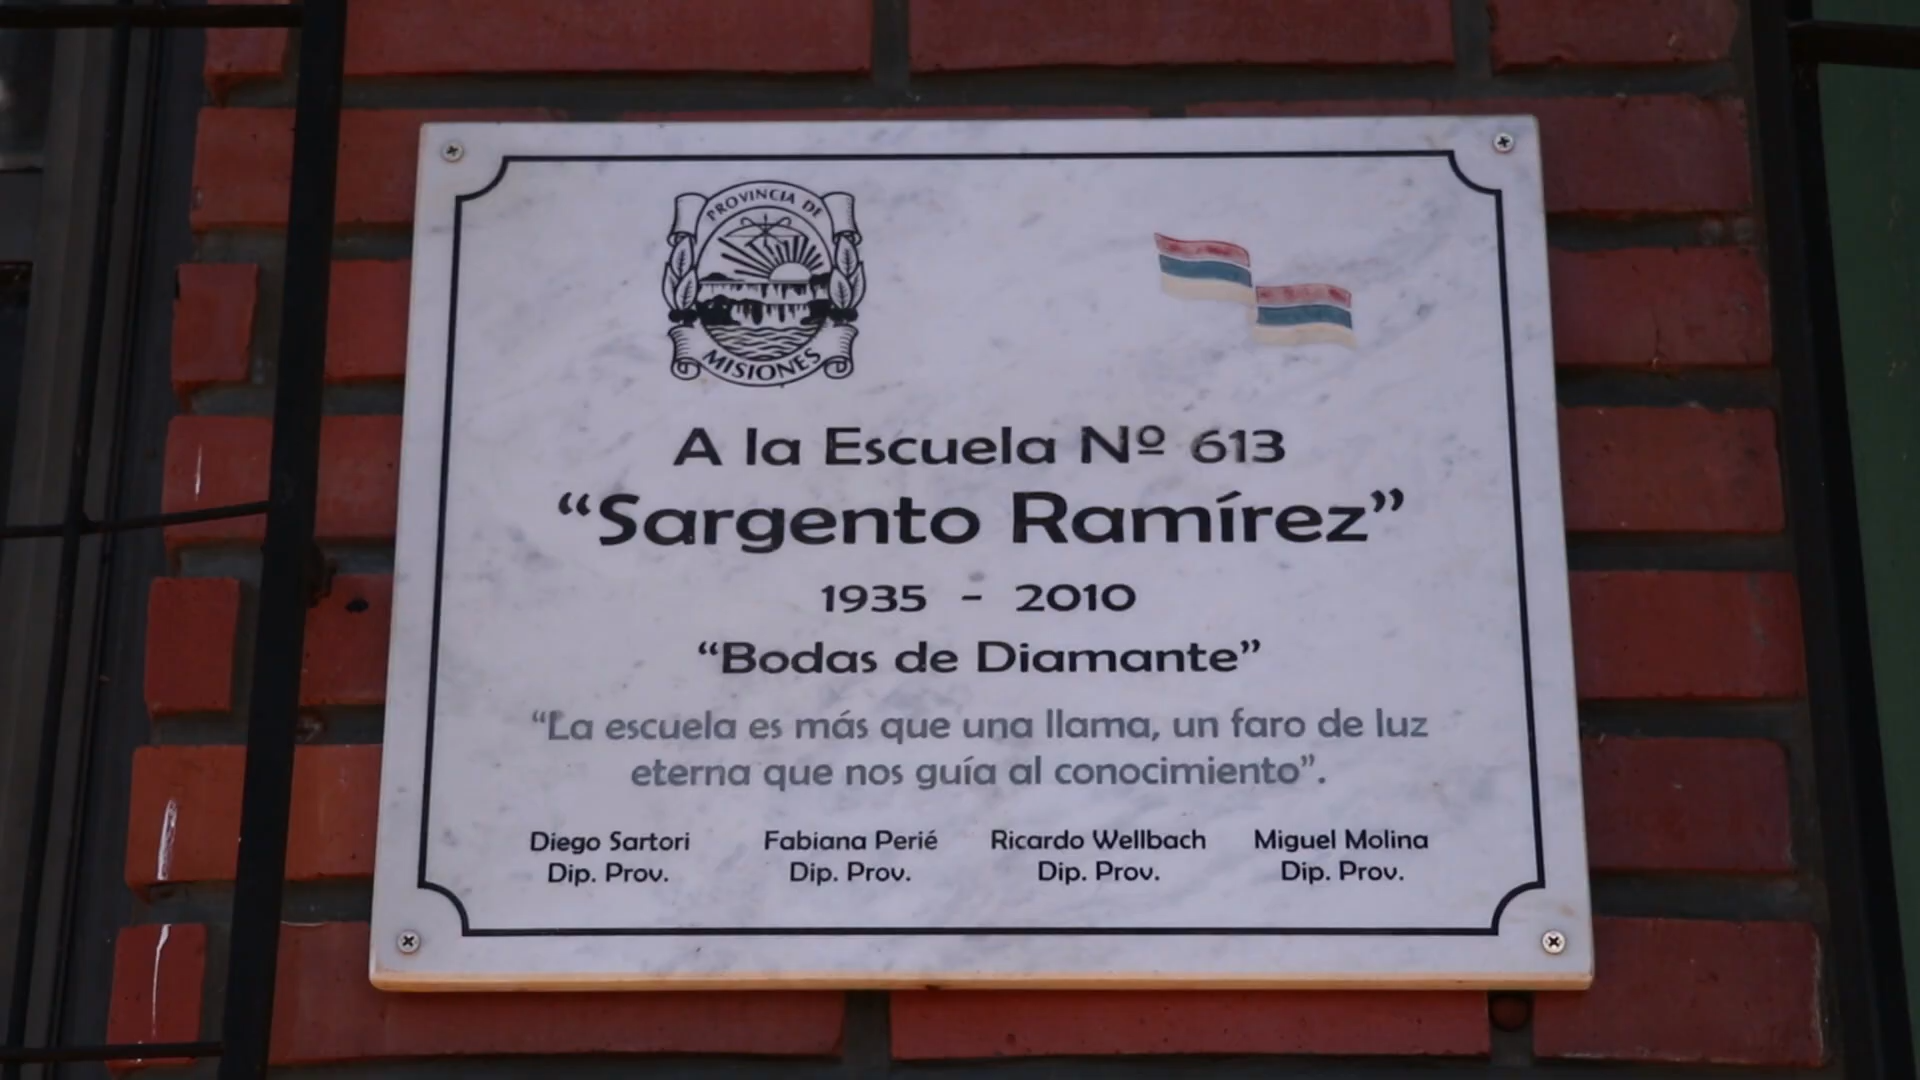 PROVINCIA DE
MISIONES
A la Escuela Nº 613
“Sargento Ramírez”
1935 - 2010
“Bodas de Diamante”
“La escuela es más que una llama, un faro de luz
eterna que nos guía al conocimiento”.
Diego Sartori Fabiana Perié Ricardo Wellbach Miguel Molina
Dip. Prov. Dip. Prov. Dip. Prov. Dip. Prov.